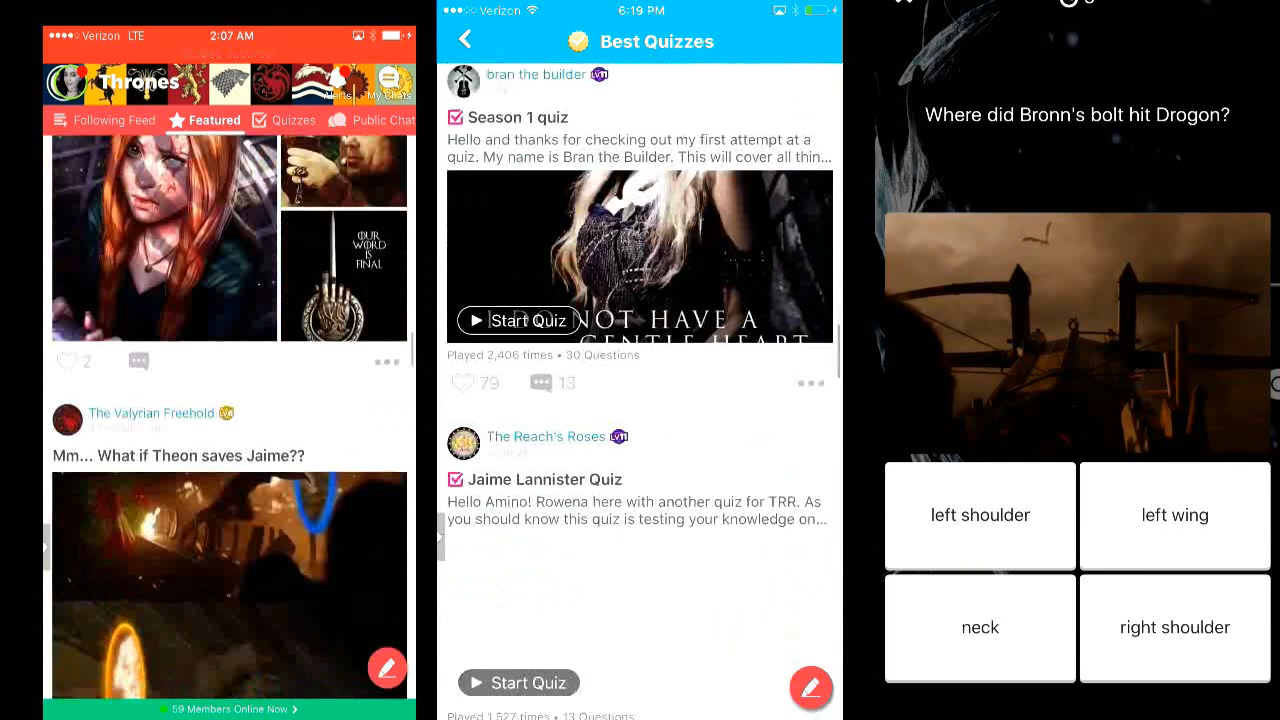 Verizon LTE 2:07 AM
Thrones
Alerts My Chats
Following Feed Featured Quizzes Public Chat
OUR
WORD
IS
FINAL
2
The Valyrian Freehold
Mm... What if Theon saves Jaime??
59 Members Online Now
Verizon 6:19 PM
Best Quizzes
bran the builder LV11
Season 1 quiz
Hello and thanks for checking out my first attempt at a
quiz. My name is Bran the Builder. This will cover all thin...
I DO NOT HAVE A
GENTLE HEART
Start Quiz
Played 2,406 times • 30 Questions
79 13
The Reach's Roses LV11
Jaime Lannister Quiz
Hello Amino! Rowena here with another quiz for TRR. As
you should know this quiz is testing your knowledge on...
Start Quiz
Played 1,527 times • 13 Questions
Where did Bronn's bolt hit Drogon?
left shoulder
left wing
neck
right shoulder